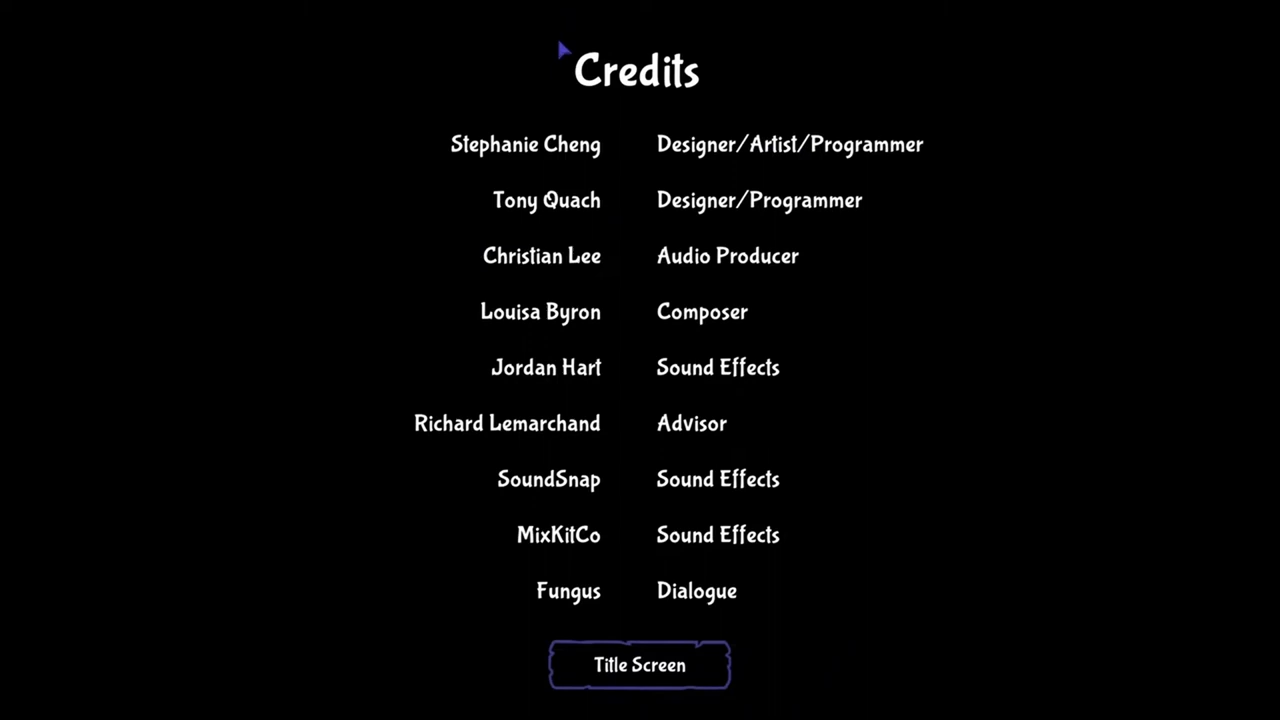 Credits
Stephanie Cheng Designer/Artist/Programmer
Tony Quach Designer/Programmer
Christian Lee Audio Producer
Louisa Byron Composer
Jordan Hart Sound Effects
Richard Lemarchand Advisor
SoundSnap Sound Effects
MixKitCo Sound Effects
Fungus Dialogue
Title Screen